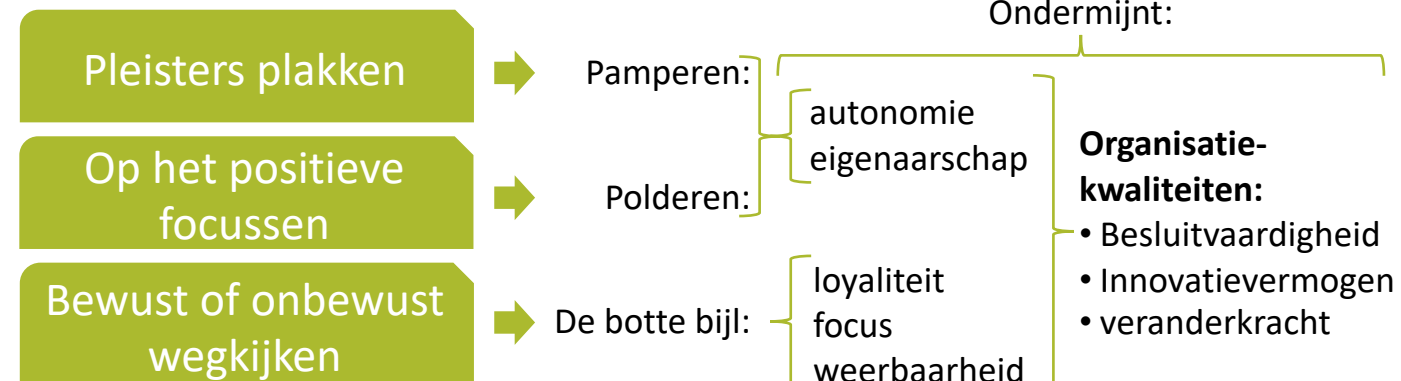 Ondermijnt:
Pleisters plakken
Pamperen:
autonomie
eigenaarschap
Op het positieve
focussen
Polderen:
Bewust of onbewust
wegkijken
De botte bijl:
loyaliteit
focus
weerbaarheid
Organisatie-
kwaliteiten:
• Besluitvaardigheid
• Innovatievermogen
• veranderkracht